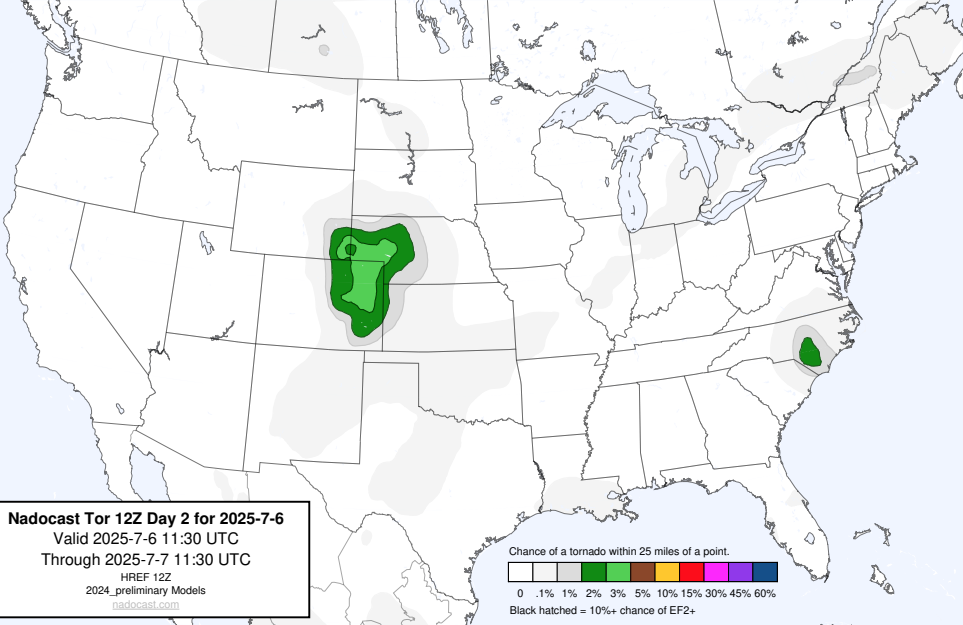 Nadocast Tor 12Z Day 2 for 2025-7-6
Valid 2025-7-6 11:30 UTC
Through 2025-7-7 11:30 UTC
HREF 12Z
2024_preliminary Models
nadocast.com
Chance of a tornado within 25 miles of a point.
0 .1% 1% 2% 3% 5% 10% 15% 30% 45% 60%
Black hatched = 10%+ chance of EF2+